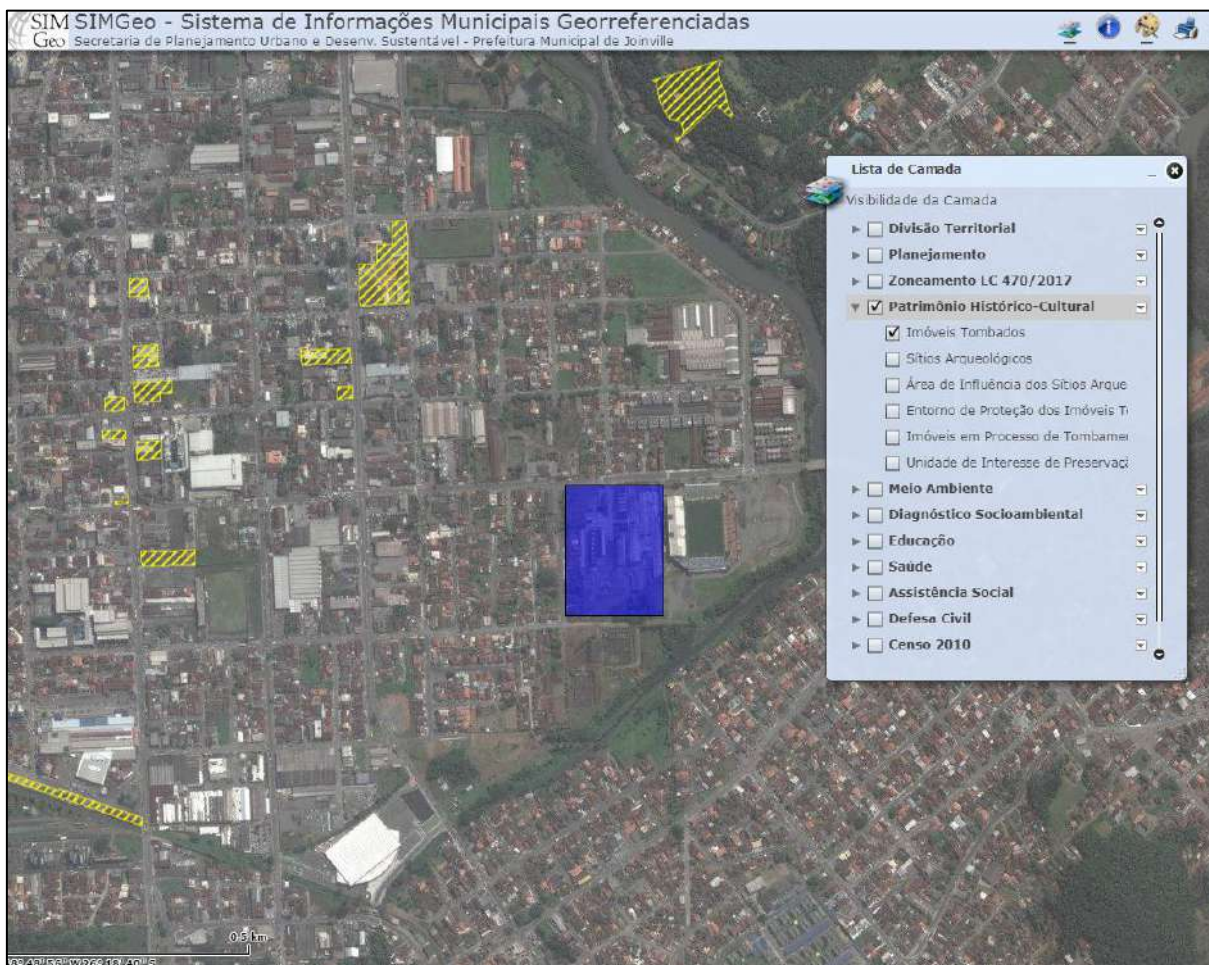 SIM SIMGeo - Sistema de Informações Municipais Georreferenciadas
Geo Secretaria de Planejamento Urbano e Desenv. Sustentável - Prefeitura Municipal de Joinville
Lista de Camada
Visibilidade da Camada
Divisão Territorial
Planejamento
Zoneamento LC 470/2017
Patrimônio Histórico-Cultural
Imóveis Tombados
Sítios Arqueológicos
Área de Influência dos Sítios Arque
Entorno de Proteção dos Imóveis T
Imóveis em Processo de Tombame
Unidade de Interesse de Preservaç
Meio Ambiente
Diagnóstico Socioambiental
Educação
Saúde
Assistência Social
Defesa Civil
Censo 2010
0.5 km